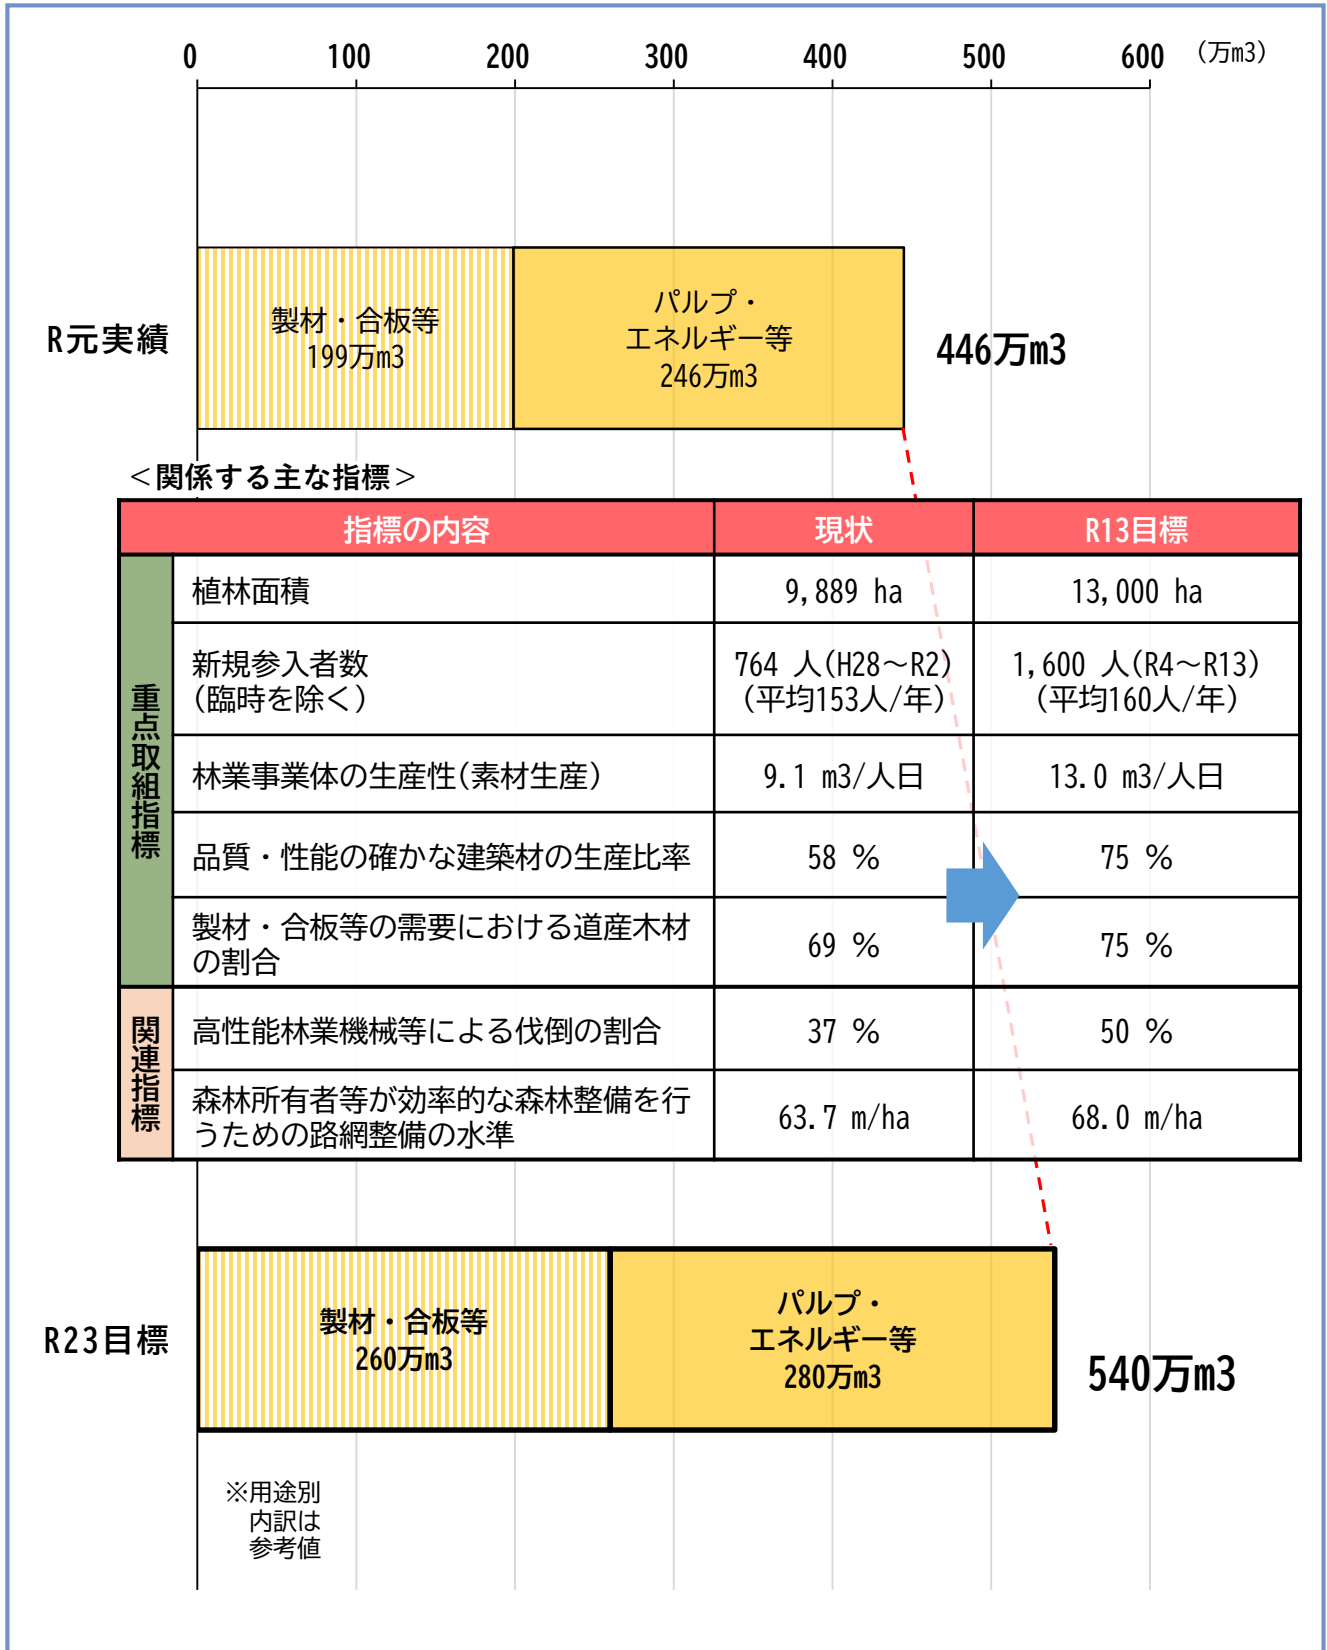 0 100 200 300 400 500 600 (万m3)
R元実績
製材・合板等
199万m3
パルプ・
エネルギー等
246万m3
446万m3
＜関係する主な指標＞
指標の内容 現状 R13目標
重点取組指標
植林面積 9,889 ha 13,000 ha
新規参入者数
(臨時を除く)
764 人(H28～R2)
(平均153人/年)
1,600 人(R4～R13)
(平均160人/年)
林業事業体の生産性(素材生産) 9.1 m3/人日 13.0 m3/人日
品質・性能の確かな建築材の生産比率 58 % 75 %
製材・合板等の需要における道産木材
の割合
69 % 75 %
関連指標
高性能林業機械等による伐倒の割合 37 % 50 %
森林所有者等が効率的な森林整備を行
うための路網整備の水準
63.7 m/ha 68.0 m/ha
R23目標
製材・合板等
260万m3
パルプ・
エネルギー等
280万m3
540万m3
※用途別
内訳は
参考値